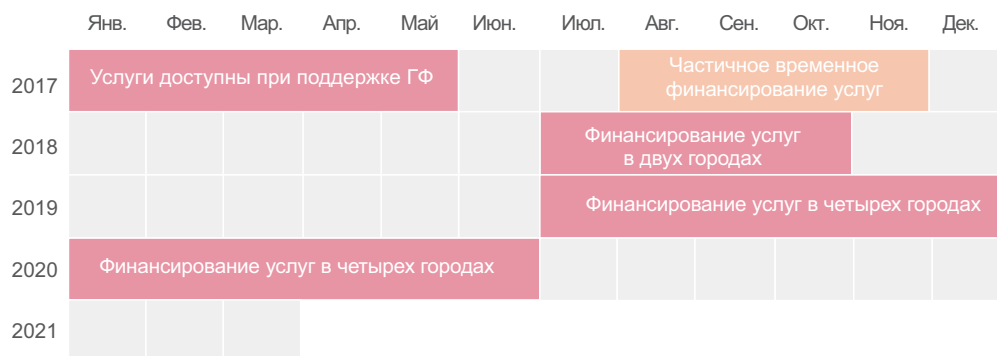 Янв. Фев. Мар. Апр. Май Июн. Июл. Авг. Сен. Окт. Ноя. Дек.
2017
Услуги доступны при поддержке ГФ
Частичное временное
финансирование услуг
2018
Финансирование услуг
в двух городах
2019
Финансирование услуг в четырех городах
2020
Финансирование услуг в четырех городах
2021